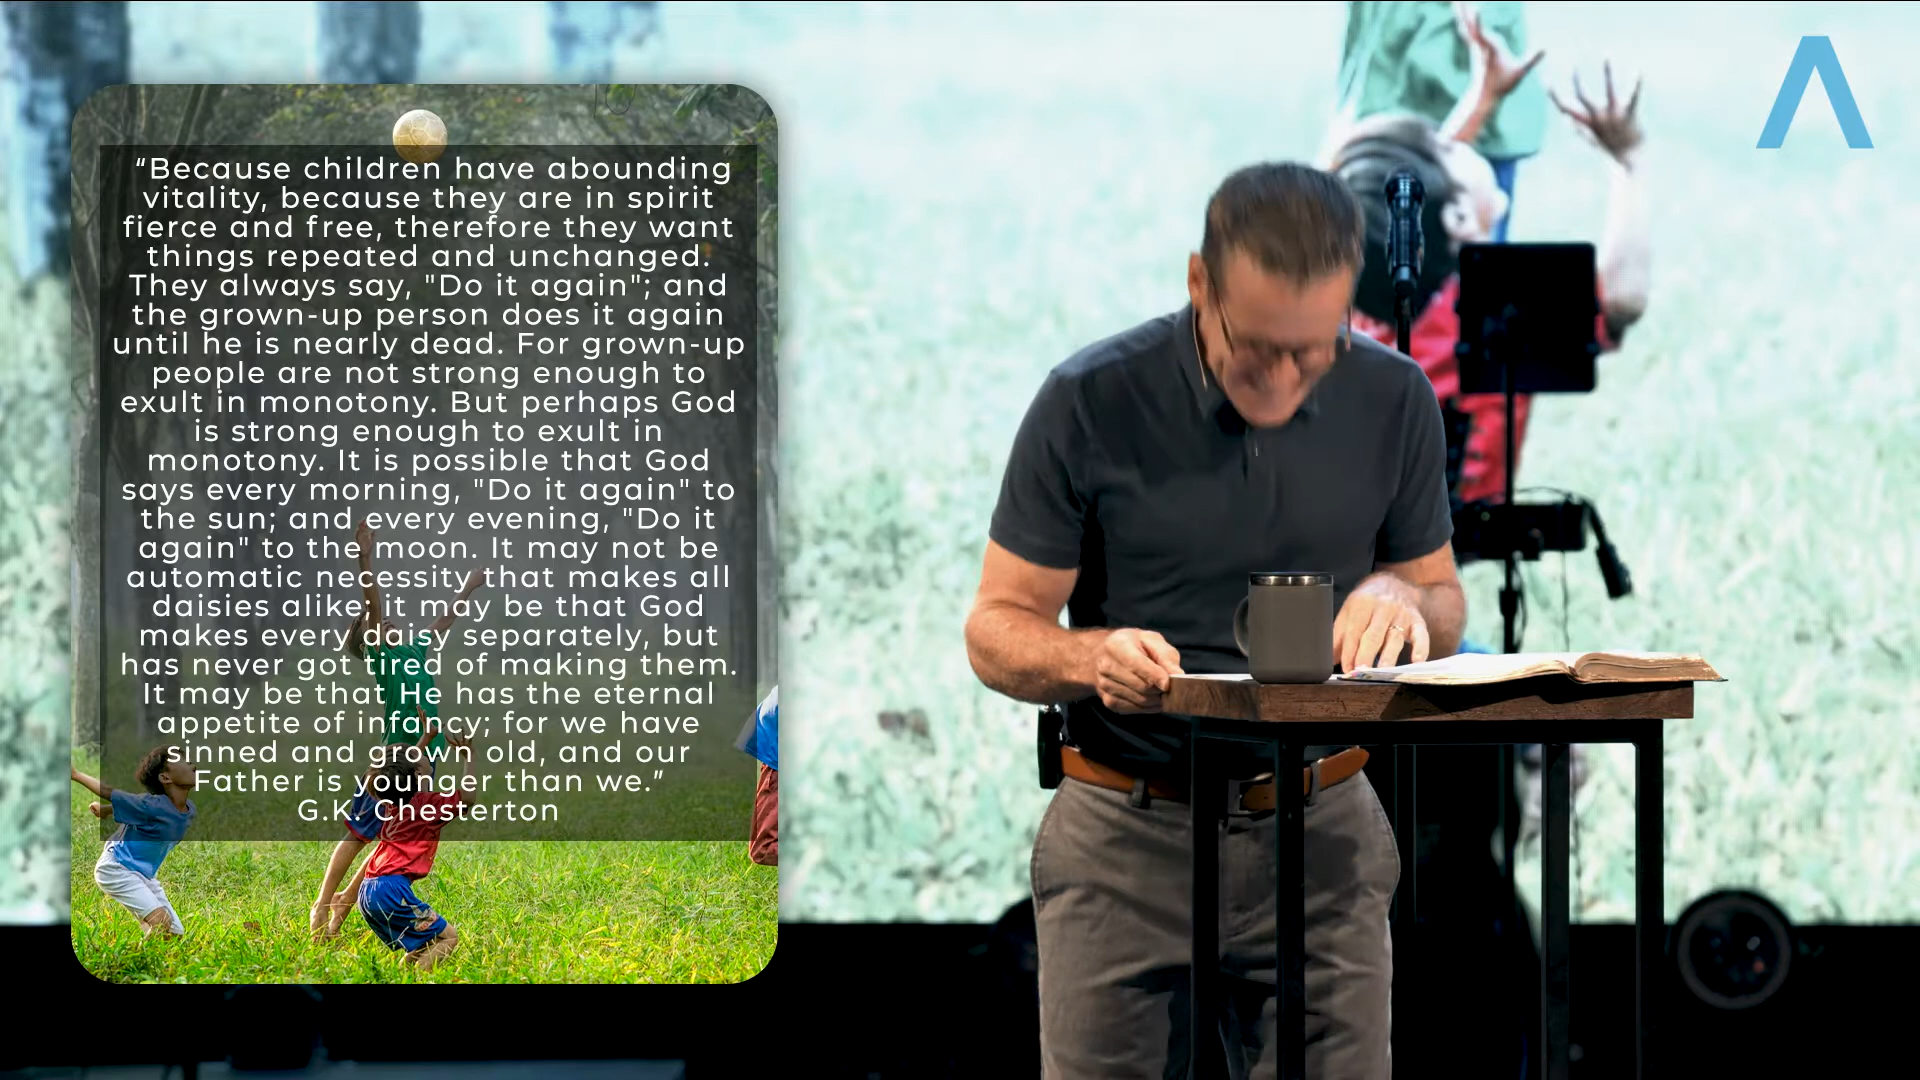 “Because children have abounding
vitality, because they are in spirit
fierce and free, therefore they want
things repeated and unchanged.
They always say, "Do it again"; and
the grown-up person does it again
until he is nearly dead. For grown-up
people are not strong enough to
exult in monotony. But perhaps God
is strong enough to exult in
monotony. It is possible that God
says every morning, "Do it again" to
the sun; and every evening, "Do it
again" to the moon. It may not be
automatic necessity that makes all
daisies alike; it may be that God
makes every daisy separately, but
has never got tired of making them.
It may be that He has the eternal
appetite of infancy; for we have
sinned and grown old, and our
Father is younger than we.”
G.K. Chesterton